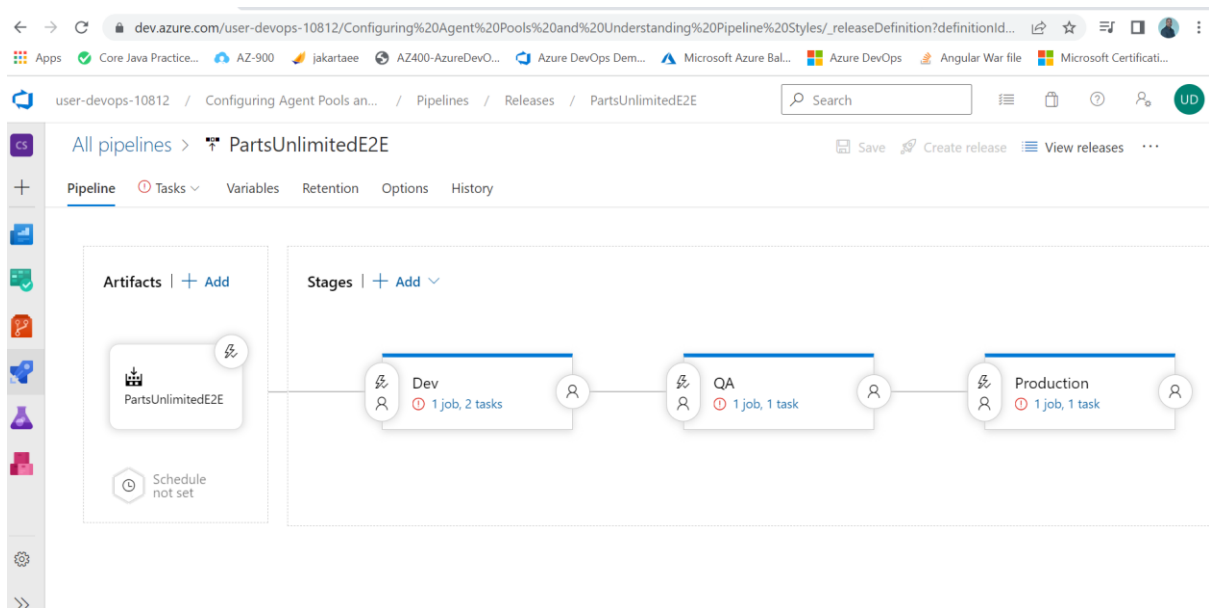 dev.azure.com/user-devops-10812/Configuring%20Agent%20Pools%20and%20Understanding%20Pipeline%20Styles/_releaseDefinition?definitionId...
Apps Core Java Practice... AZ-900 jakartaee AZ400-AzureDevO... Azure DevOps Dem... Microsoft Azure Bal... Azure DevOps Angular War file Microsoft Certificati...
user-devops-10812 / Configuring Agent Pools an... / Pipelines / Releases / PartsUnlimitedE2E Search UD
CS All pipelines > PartsUnlimitedE2E Save Create release View releases ...
Pipeline Tasks Variables Retention Options History
Artifacts | + Add Stages | + Add
Dev QA Production
PartsUnlimitedE2E 1 job, 2 tasks 1 job, 1 task 1 job, 1 task
Schedule
not set